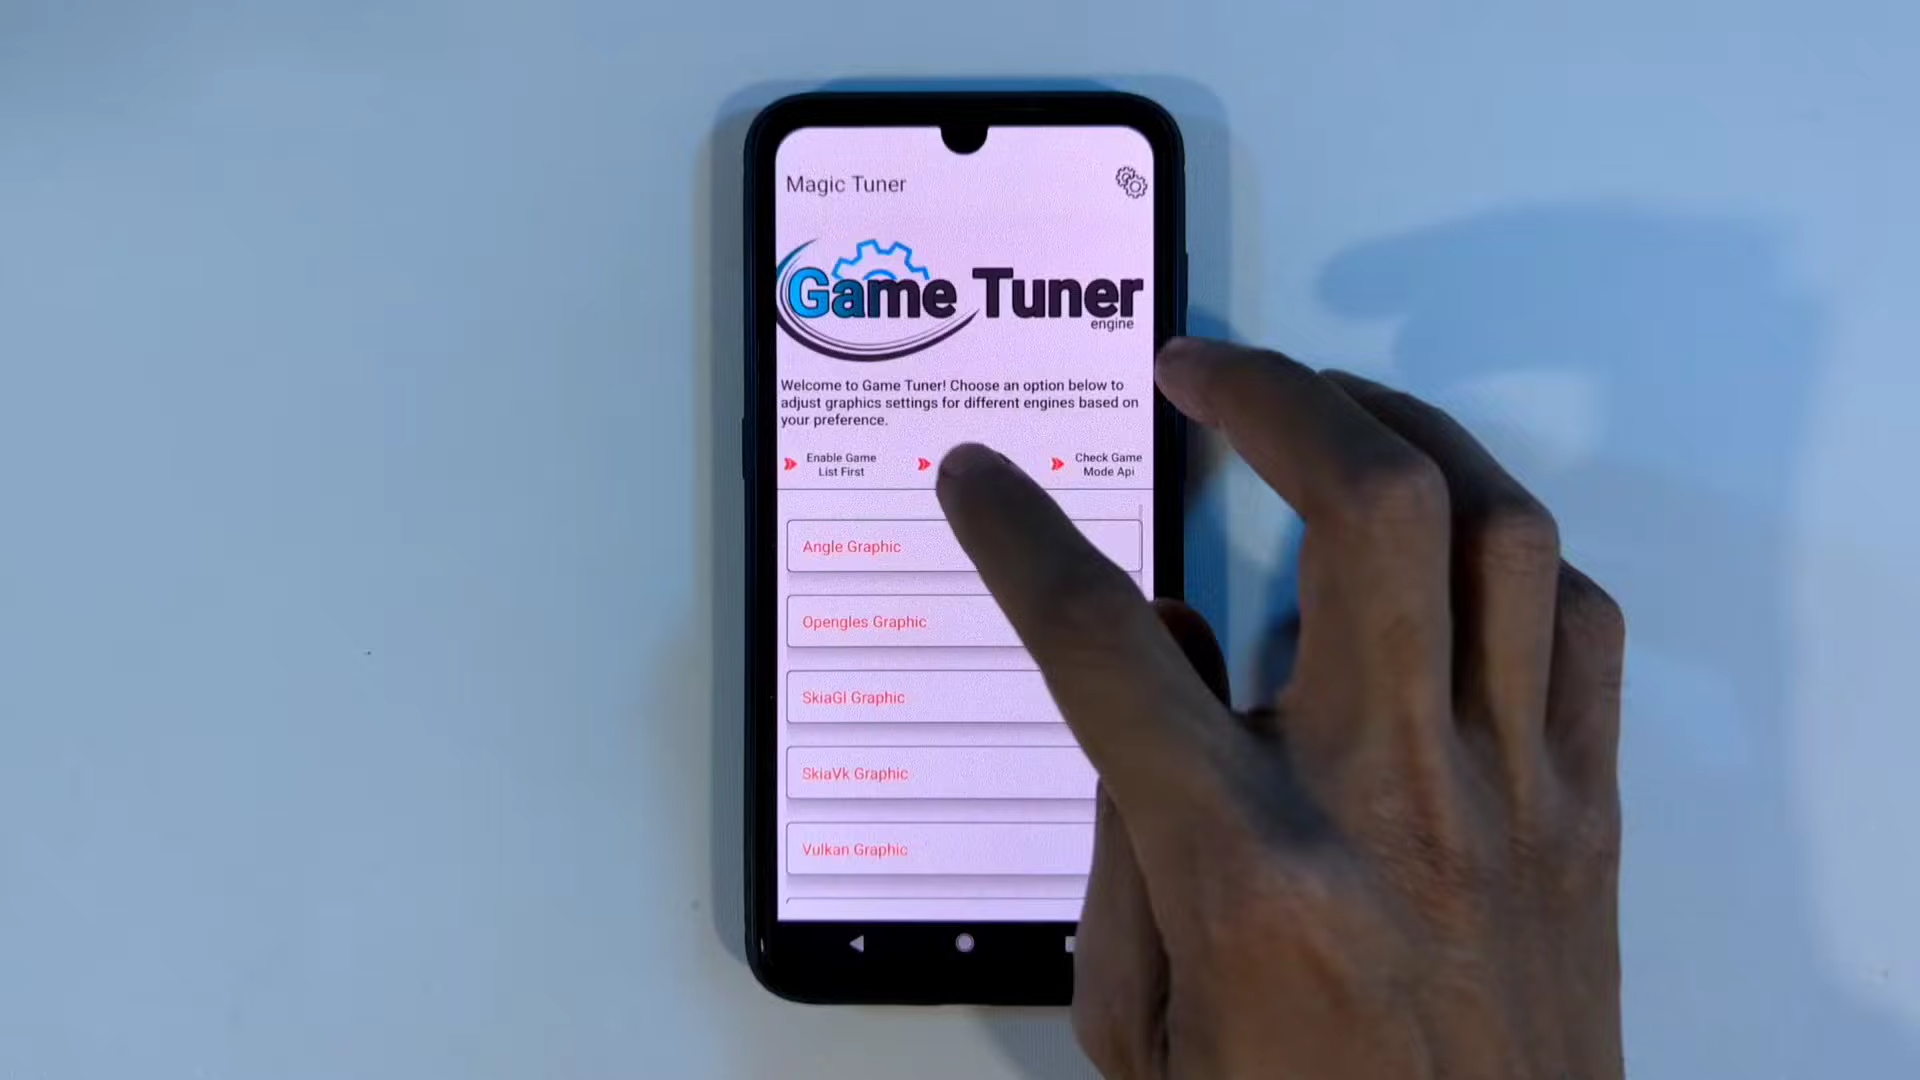 Magic Tuner
Game Tuner
engine
Welcome to Game Tuner! Choose an option below to
adjust graphics settings for different engines based on
your preference.
Enable Game
List First
Check Game
Mode Api
Angle Graphic
Opengles Graphic
SkiaGl Graphic
SkiaVk Graphic
Vulkan Graphic